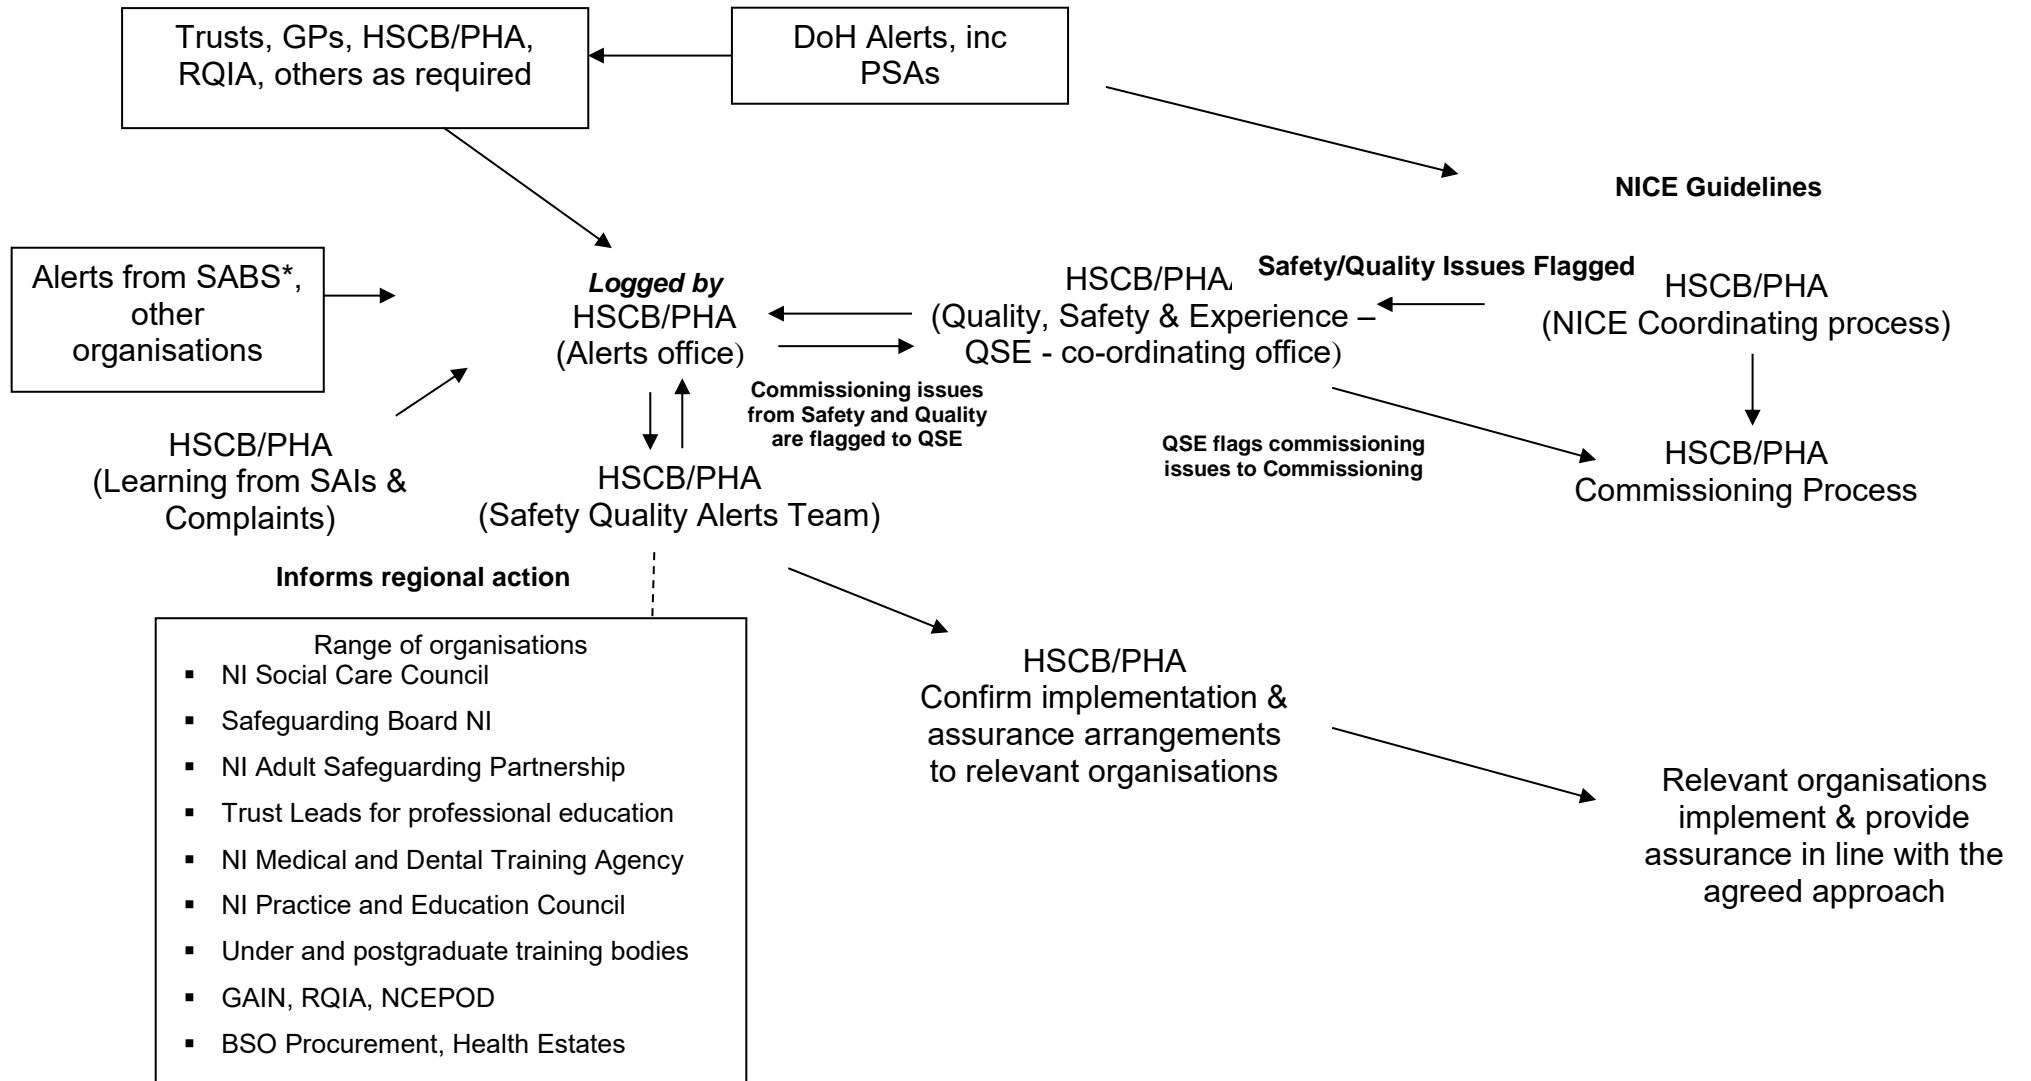 Trusts, GPs, HSCB/PHA,
RQIA, others as required
DoH Alerts, inc
PSAs
NICE Guidelines
Alerts from SABS*,
other
organisations
Logged by
HSCB/PHA
(Alerts office)
HSCB/PHA
(Quality, Safety & Experience –
QSE - co-ordinating office)
Safety/Quality Issues Flagged
HSCB/PHA
(NICE Coordinating process)
Commissioning issues
from Safety and Quality
are flagged to QSE
QSE flags commissioning
issues to Commissioning
HSCB/PHA
Commissioning Process
HSCB/PHA
(Learning from SAIs &
Complaints)
HSCB/PHA
(Safety Quality Alerts Team)
Informs regional action
Range of organisations
▪ NI Social Care Council
▪ Safeguarding Board NI
▪ NI Adult Safeguarding Partnership
▪ Trust Leads for professional education
▪ NI Medical and Dental Training Agency
▪ NI Practice and Education Council
▪ Under and postgraduate training bodies
▪ GAIN, RQIA, NCEPOD
▪ BSO Procurement, Health Estates
HSCB/PHA
Confirm implementation &
assurance arrangements
to relevant organisations
Relevant organisations
implement & provide
assurance in line with the
agreed approach